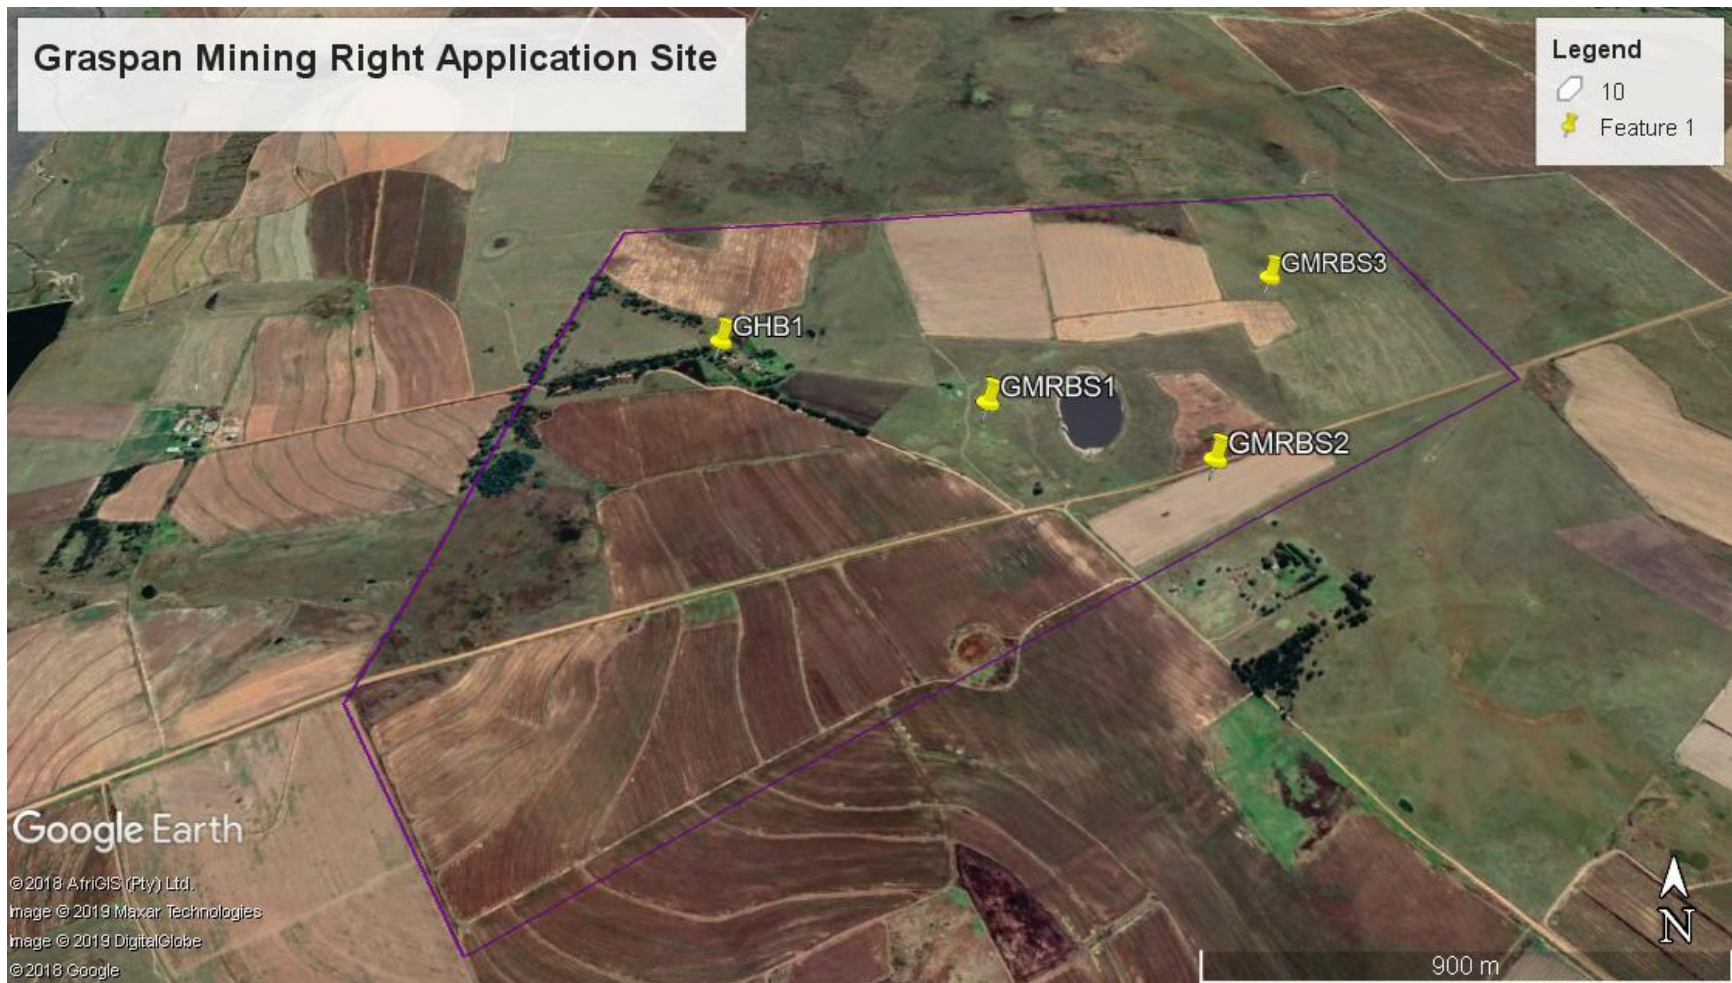 Graspan Mining Right Application Site
Legend
10
Feature 1
GMRBS3
GHB1
GMRBS1
GMRBS2
Google Earth
©2018 AfriGIS (Pty) Ltd.
Image © 2019 Maxar Technologies
Image © 2019 DigitalGlobe
©2018 Google
N
900 m